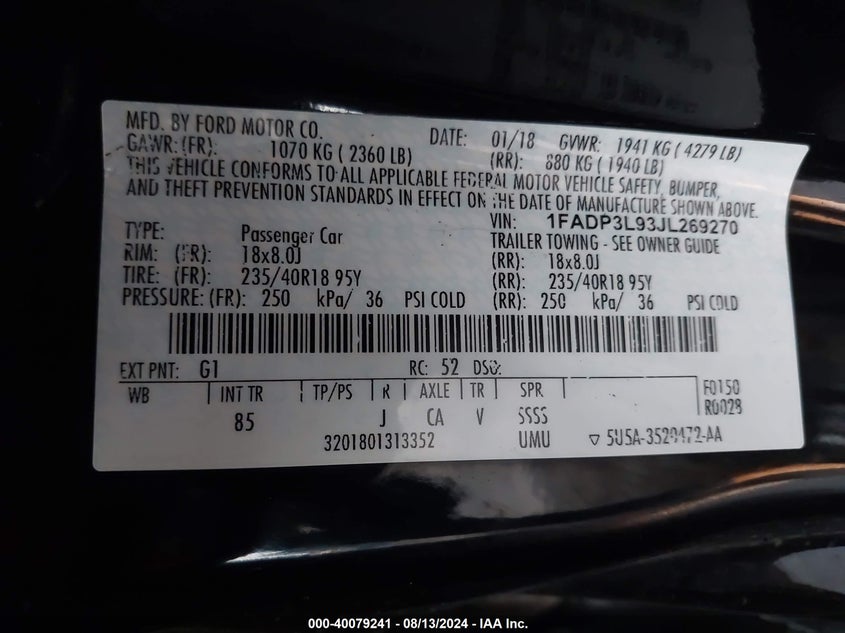 MFD. BY FORD MOTOR CO. DATE: 01/18 GVWR: 1941 KG ( 4279 LB)
GAWR: (FR): 1070 KG ( 2360 LB) (RR): 880 KG ( 1940 LB)
THIS VEHICLE CONFORMS TO ALL APPLICABLE FEDERAL MOTOR VEHICLE SAFETY, BUMPER,
AND THEFT PREVENTION STANDARDS IN EFFECT ON THE DATE OF MANUFACTURE SHOWN ABOVE.
VIN: 1FADP3L93JL269270
TYPE: Passenger Car TRAILER TOWING - SEE OWNER GUIDE
RIM: (FR): 18x8.0J (RR): 18x8.0J
TIRE: (FR): 235/40R18 95Y (RR): 235/40R18 95Y
PRESSURE: (FR): 250 kPa/ 36 PSI COLD (RR): 250 kPa/ 36 PSI COLD
EXT PNT: G1 RC: 52 DSO:
WB INT TR TP/PS R AXLE TR SPR F0150
85 J CA V SSSS R0028
3201801313352 UMU ▽ 5U5A-3520472-AA
000-40079241 - 08/13/2024 - IAA Inc.